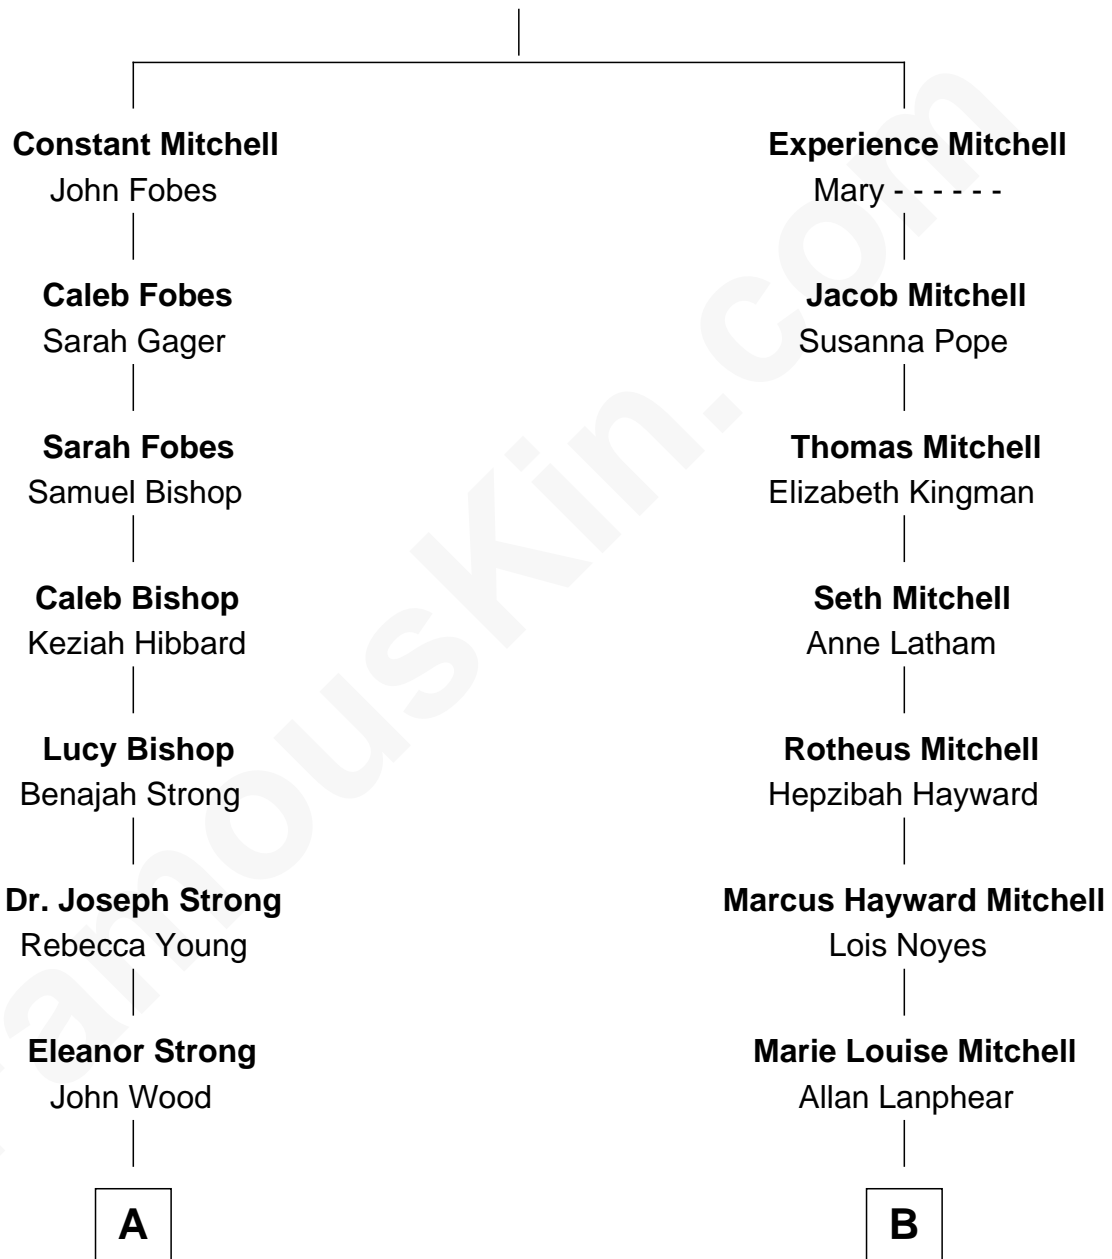 Constant Mitchell
John Fobes
Caleb Fobes
Sarah Gager
Sarah Fobes
Samuel Bishop
Caleb Bishop
Keziah Hibbard
Lucy Bishop
Benajah Strong
Dr. Joseph Strong
Rebecca Young
Eleanor Strong
John Wood
A
Experience Mitchell
Mary - - - - - -
Jacob Mitchell
Susanna Pope
Thomas Mitchell
Elizabeth Kingman
Seth Mitchell
Anne Latham
Rotheus Mitchell
Hepzibah Hayward
Marcus Hayward Mitchell
Lois Noyes
Marie Louise Mitchell
Allan Lanphear
B
FamousKin.com